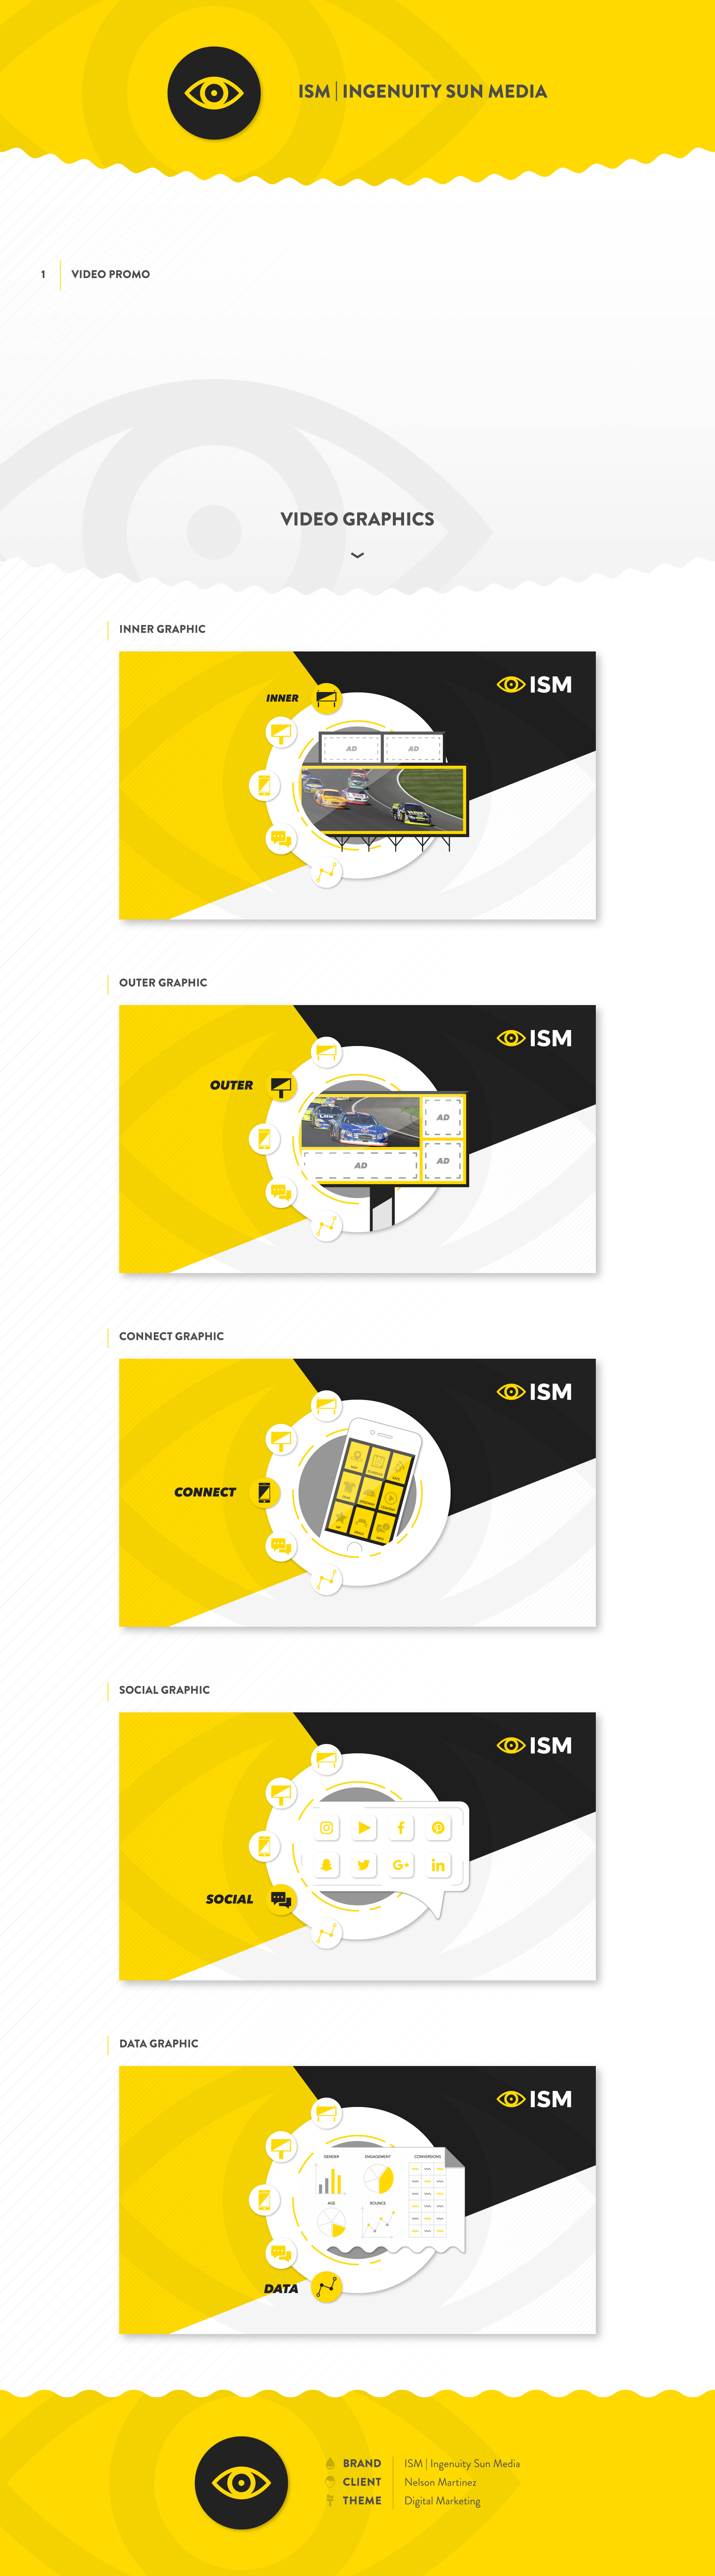 ISM | INGENUITY SUN MEDIA
1 VIDEO PROMO
VIDEO GRAPHICS
INNER GRAPHIC
ISM
INNER
AD AD
OUTER GRAPHIC
ISM
OUTER
AD
AD AD
CONNECT GRAPHIC
ISM
CONNECT
SOCIAL GRAPHIC
ISM
SOCIAL
G+
in
DATA GRAPHIC
ISM
GENDER ENGAGEMENT CONVERSIONS
AGE BOUNCE
DATA
BRAND ISM | Ingenuity Sun Media
CLIENT Nelson Martinez
THEME Digital Marketing